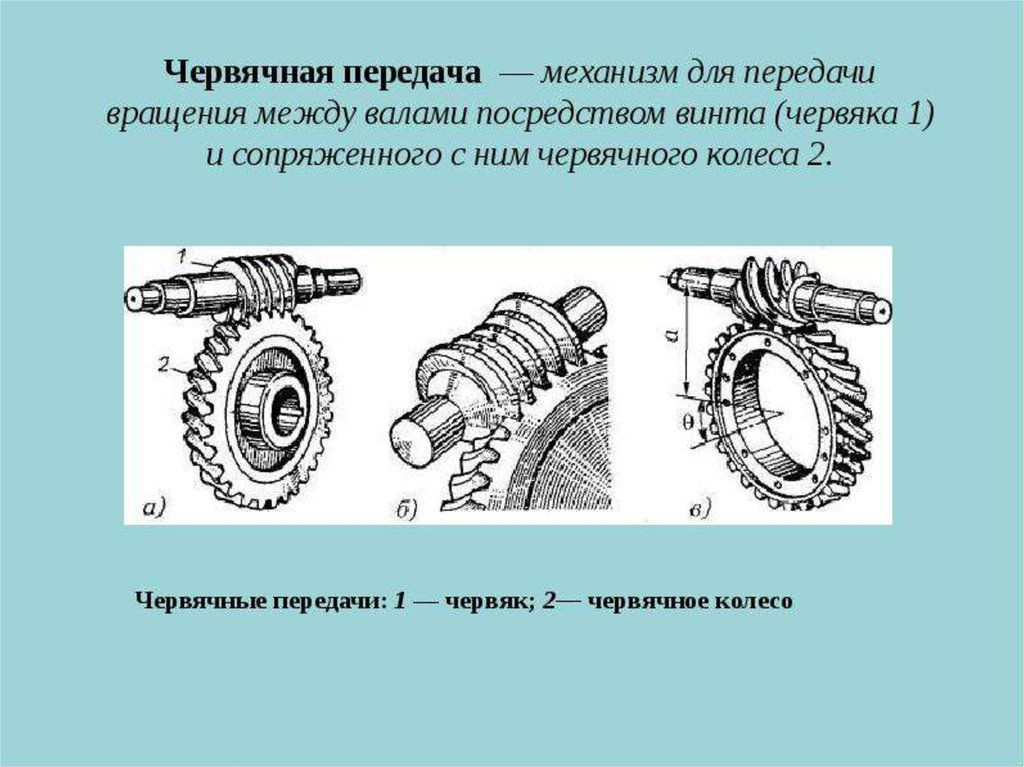 Червячная передача — механизм для передачи
вращения между валами посредством винта (червяка 1)
и сопряженного с ним червячного колеса 2.
1
2
a
θ
а) б) в)
Червячные передачи: 1 — червяк; 2— червячное колесо